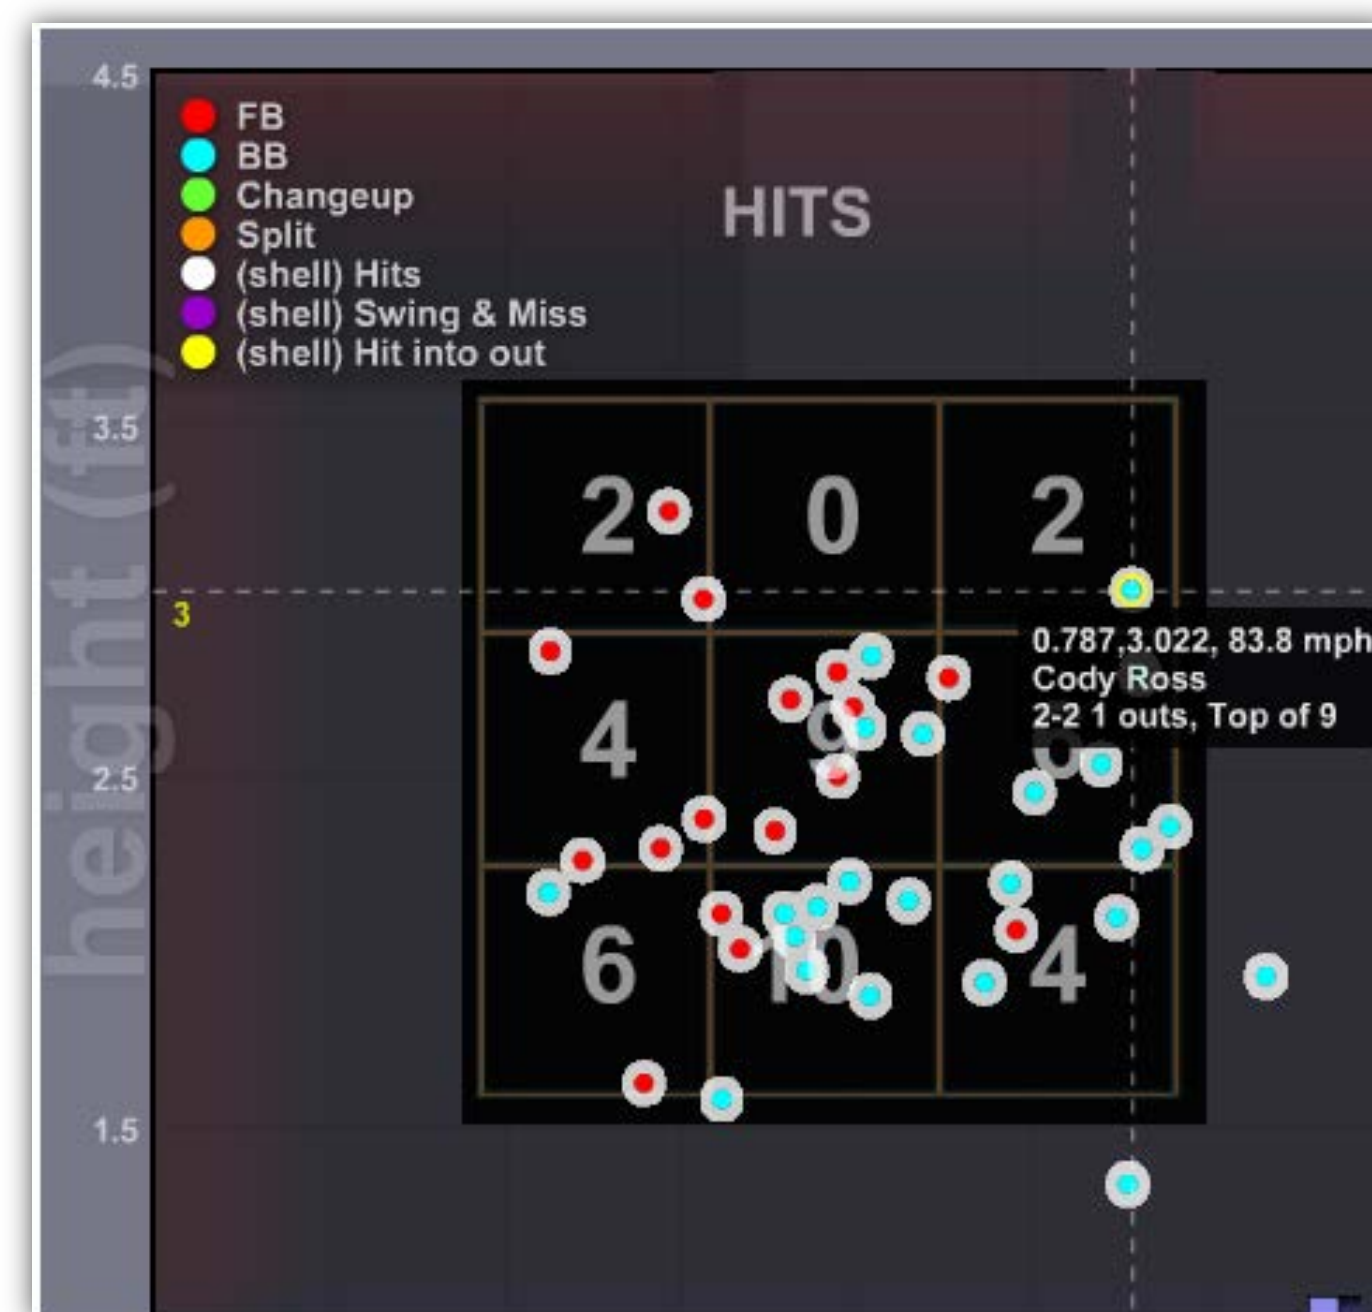 4.5
FB
BB
Changeup
Split
(shell) Hits
(shell) Swing & Miss
(shell) Hit into out
HITS
height (ft)
3.5
2 0 2
3
0.787,3.022, 83.8 mph
Cody Ross
2-2 1 outs, Top of 9
4 9
2.5
6 10 4
1.5